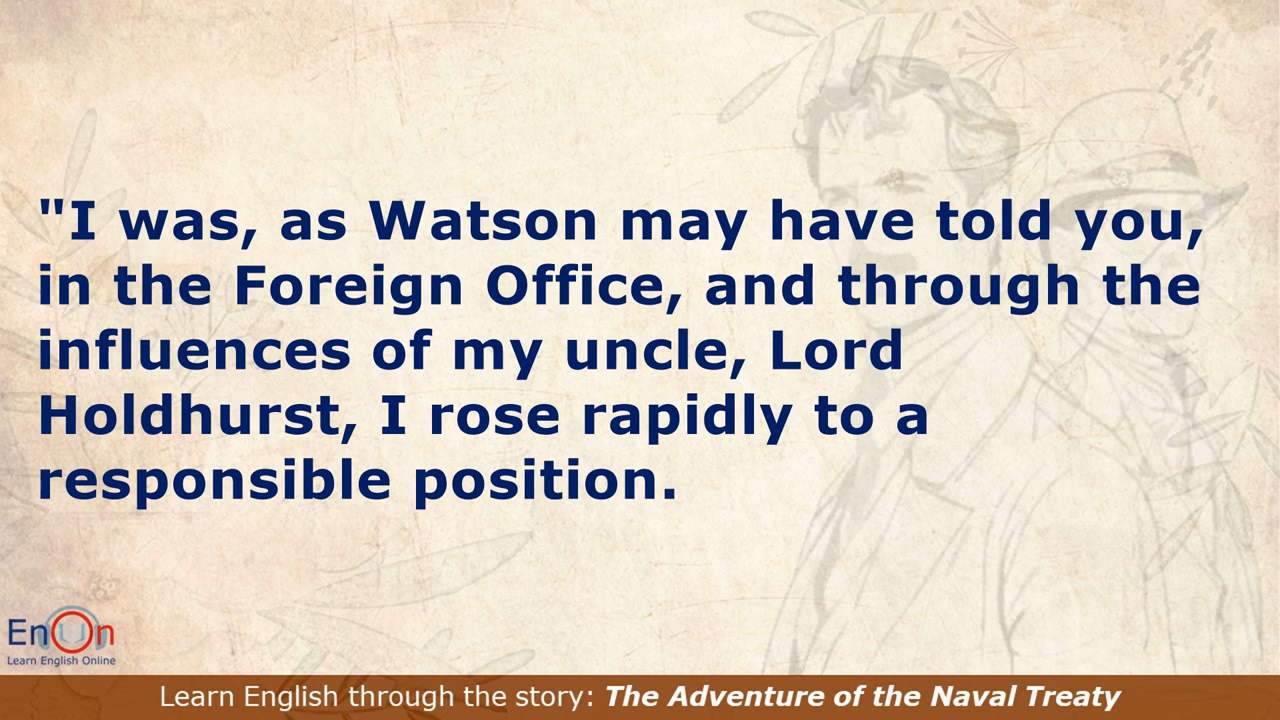 "I was, as Watson may have told you,
in the Foreign Office, and through the
influences of my uncle, Lord
Holdhurst, I rose rapidly to a
responsible position.
EnOn
Learn English Online
Learn English through the story: The Adventure of the Naval Treaty